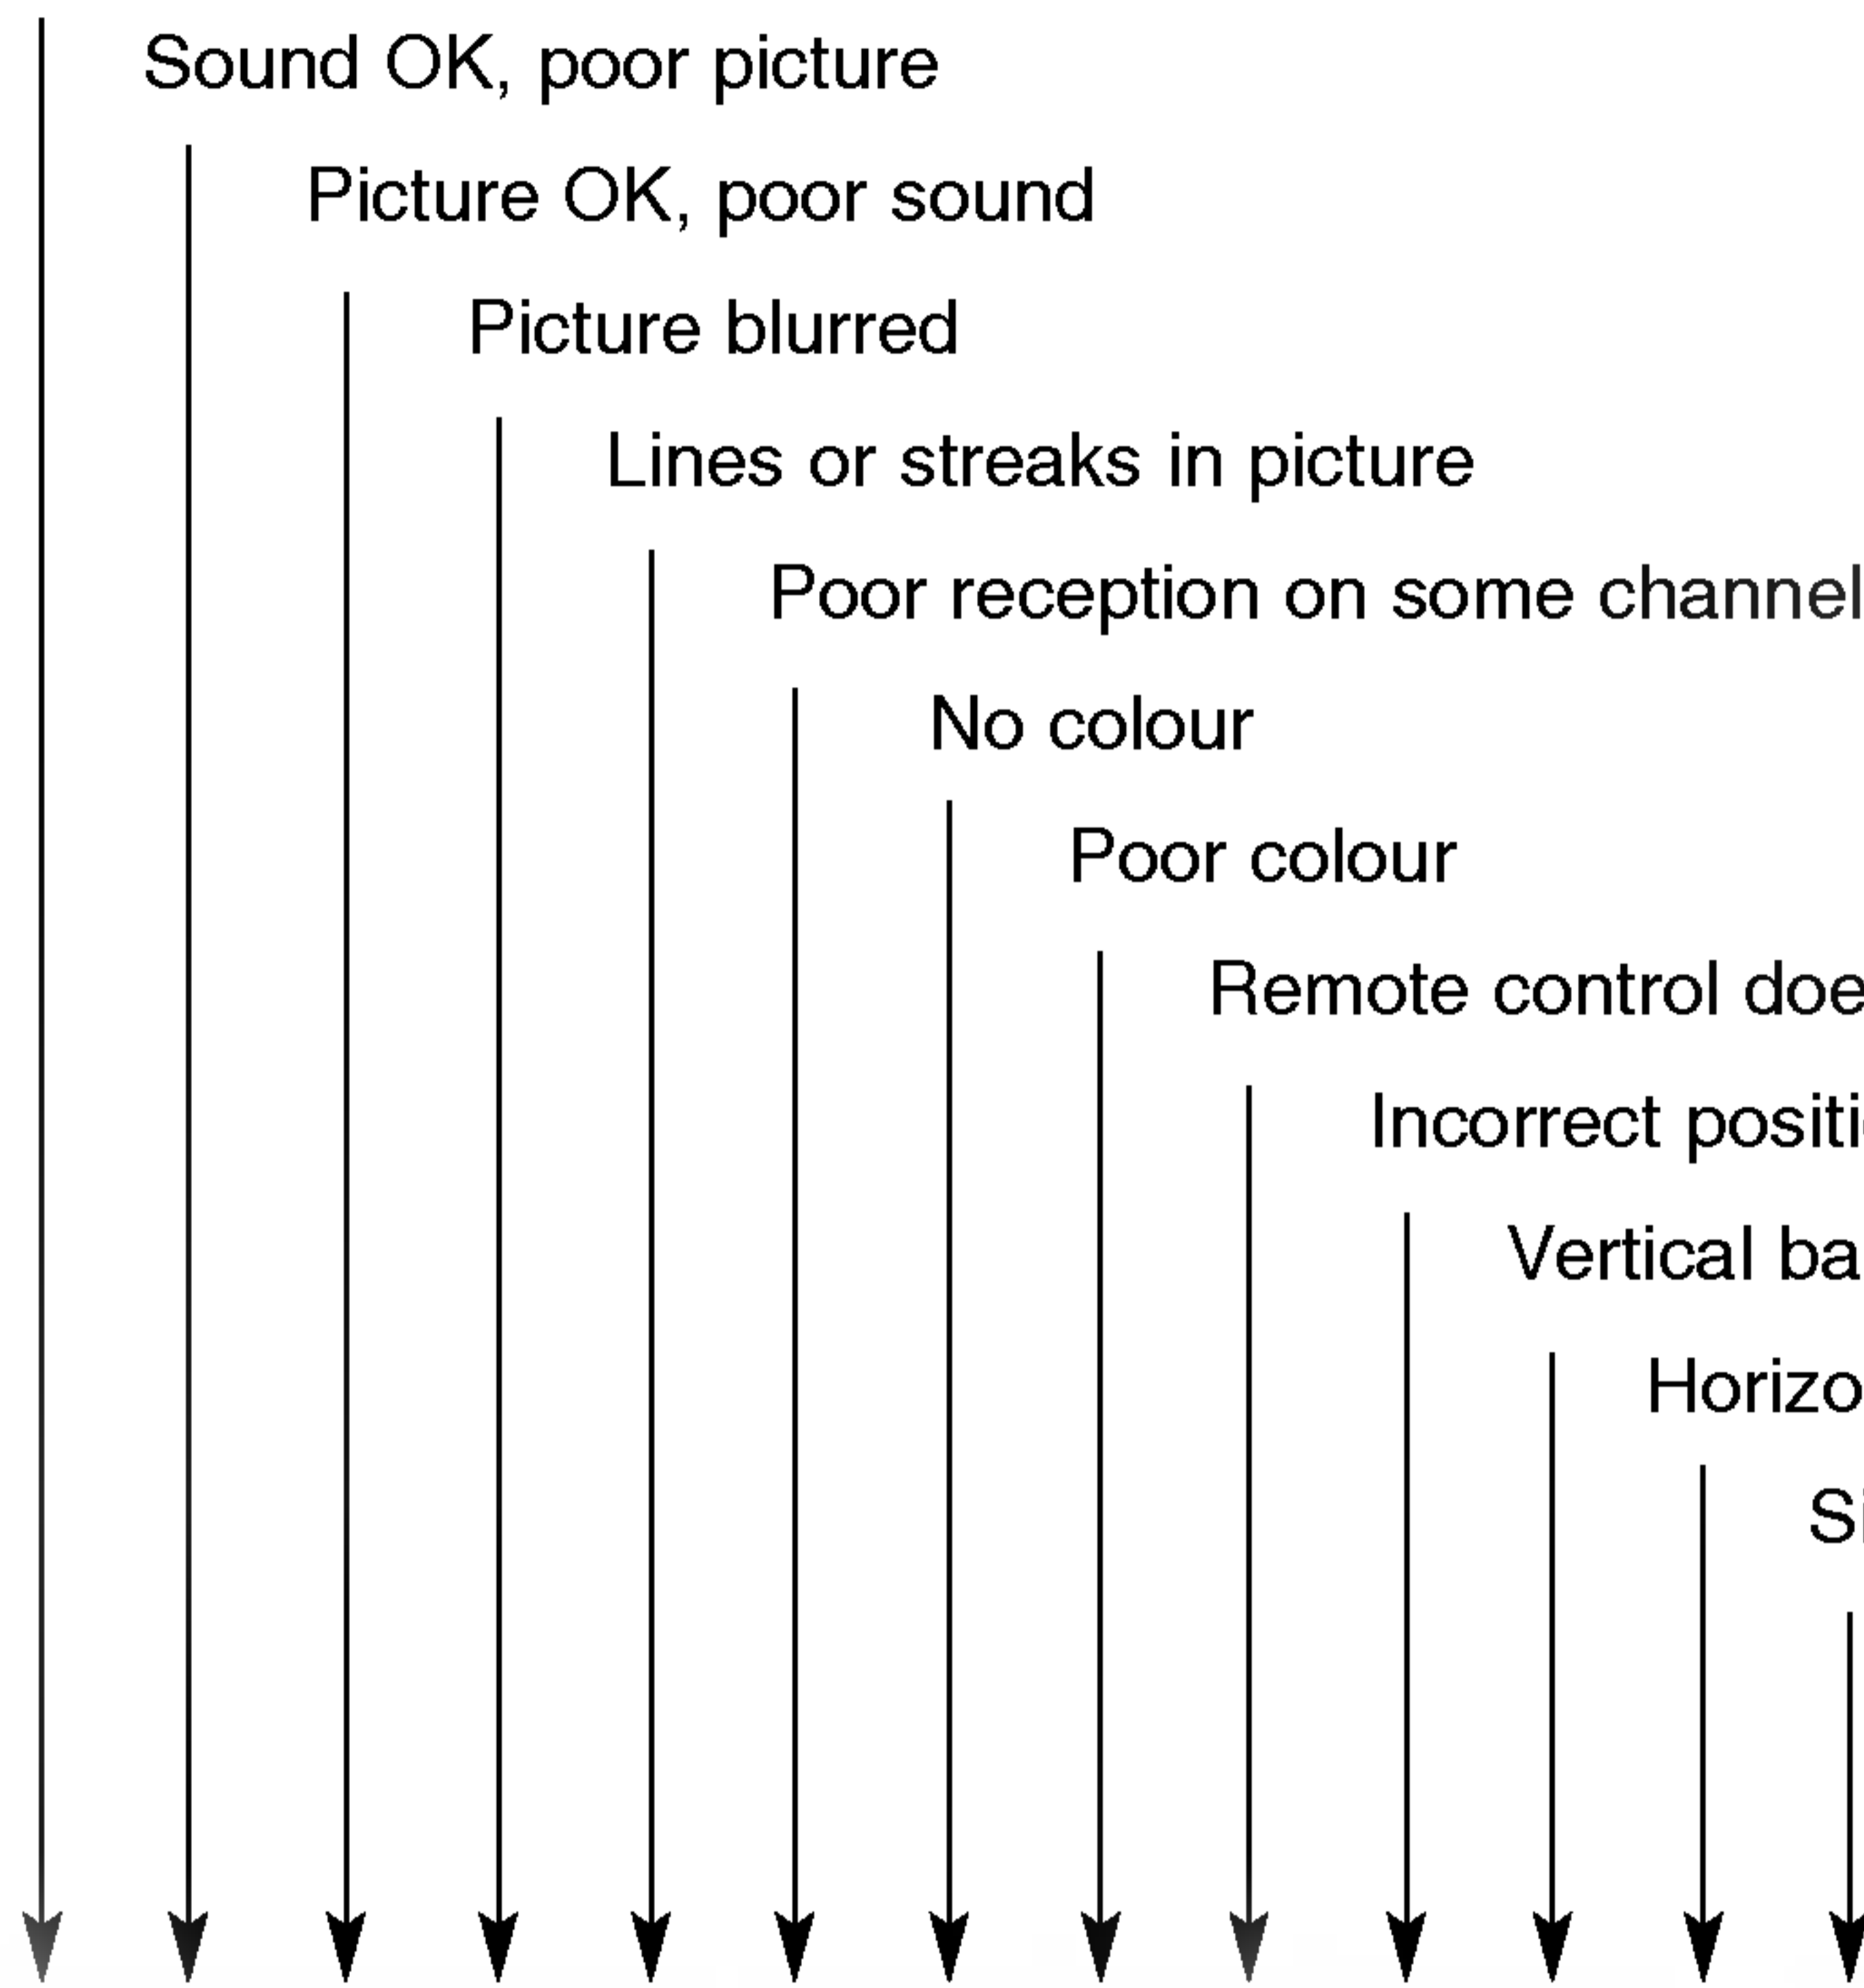 Sound OK, poor picture
Picture OK, poor sound
Picture blurred
Lines or streaks in picture
Poor reception on some channel
No colour
Poor colour
Remote control doe
Incorrect positi
Vertical ba
Horizo
Si